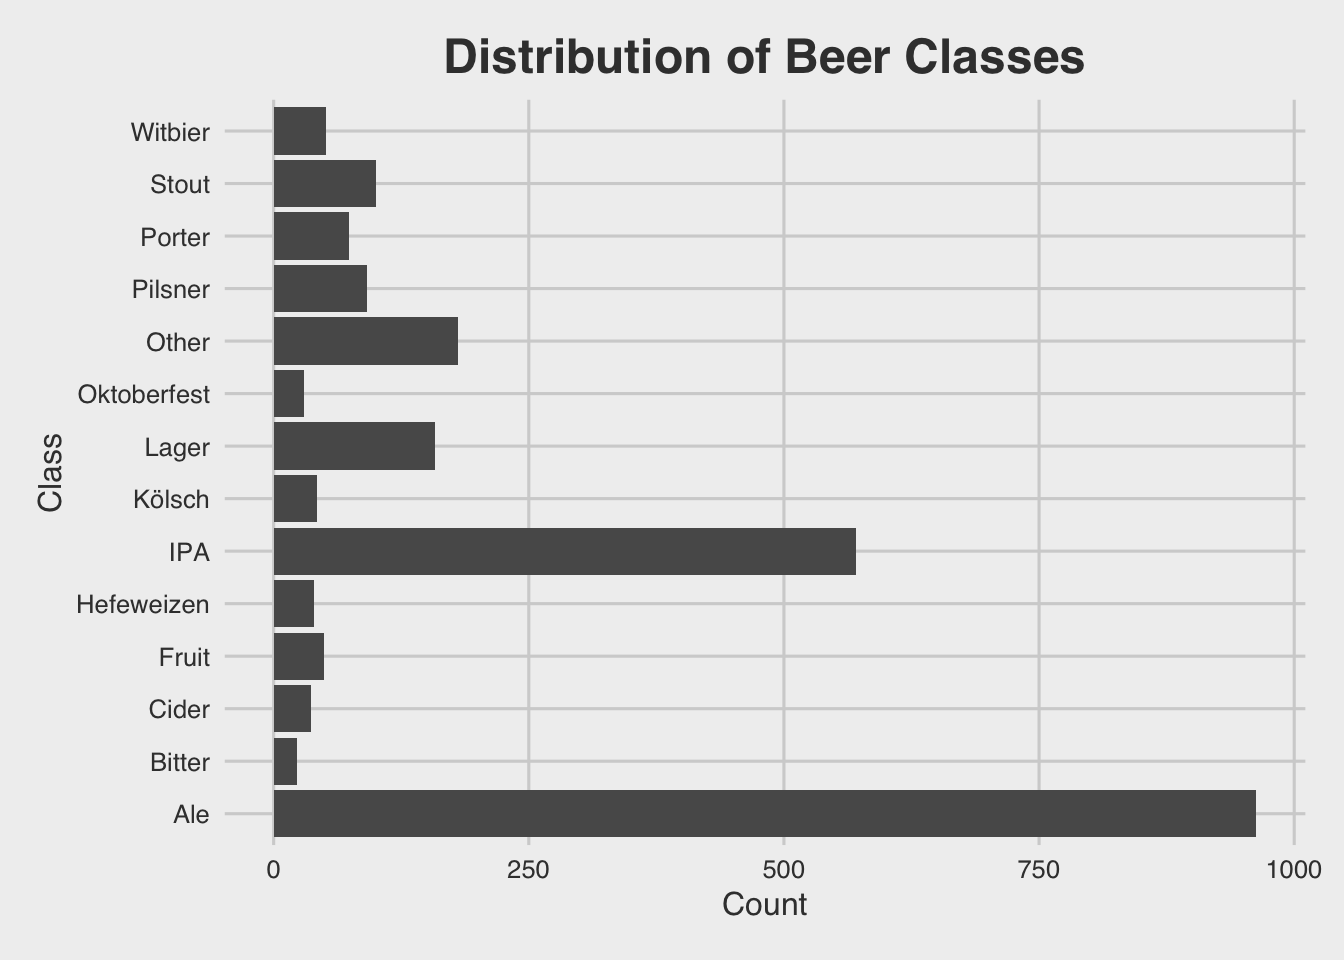 Distribution of Beer Classes
Witbier
Stout
Porter
Pilsner
Other
Oktoberfest
Lager
Kölsch
IPA
Hefeweizen
Fruit
Cider
Bitter
Ale
Class
0 250 500 750 1000
Count